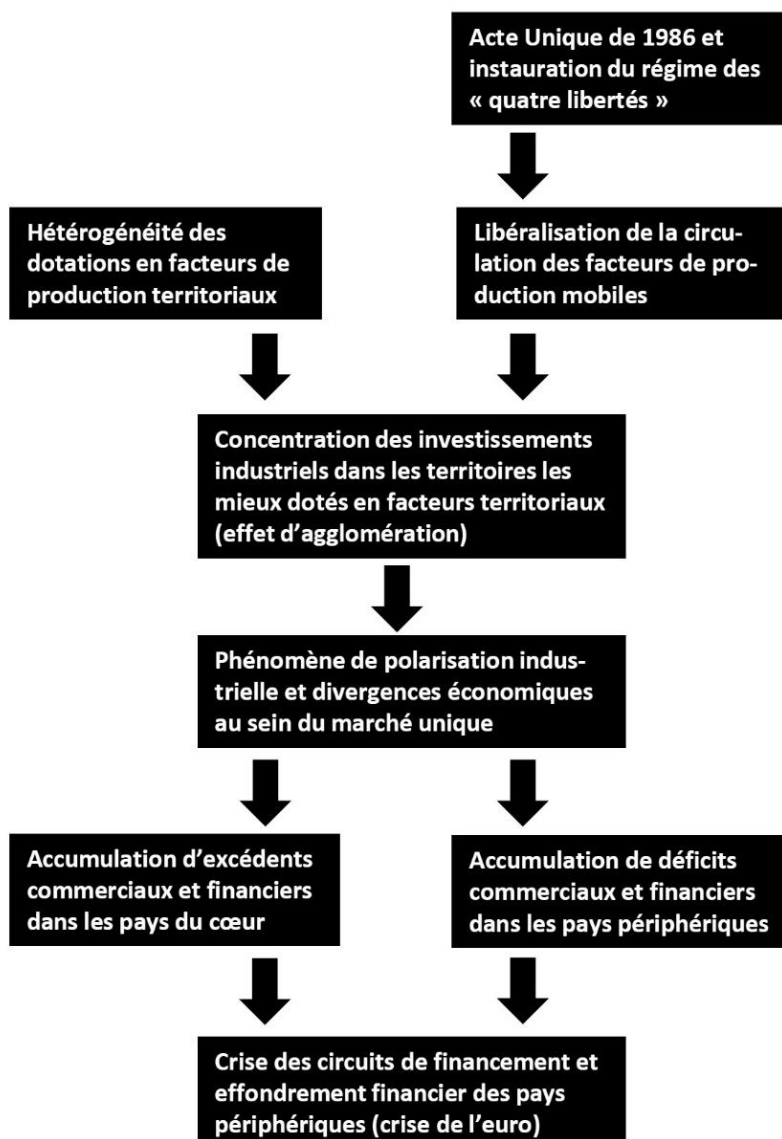 Acte Unique de 1986 et
instauration du régime des
« quatre libertés »
Hétérogénéité des
dotations en facteurs de
production territoriaux
Libéralisation de la circu-
lation des facteurs de pro-
duction mobiles
Concentration des investissements
industriels dans les territoires les
mieux dotés en facteurs territoriaux
(effet d’agglomération)
Phénomène de polarisation indus-
trielle et divergences économiques
au sein du marché unique
Accumulation d’excédents
commerciaux et financiers
dans les pays du cœur
Accumulation de déficits
commerciaux et financiers
dans les pays périphériques
Crise des circuits de financement et
effondrement financier des pays
périphériques (crise de l’euro)